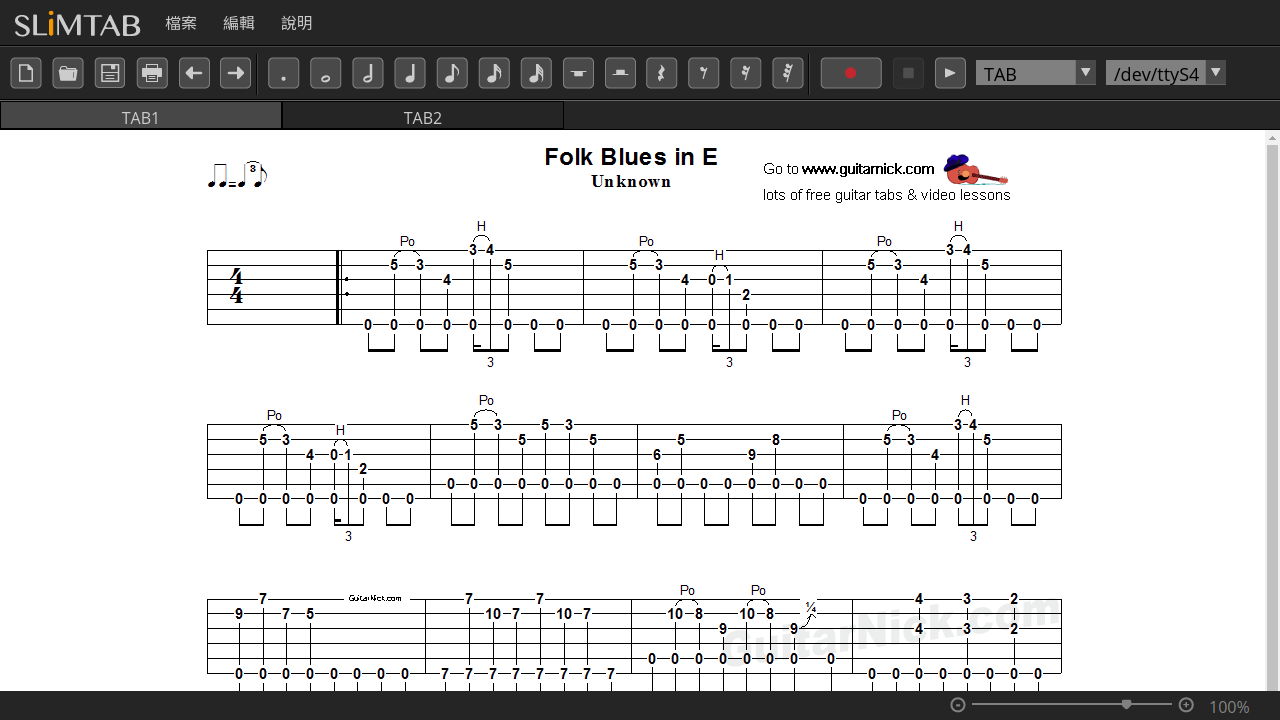 SLiMTAB 檔案 編輯 說明
TAB /dev/ttyS4
TAB1 TAB2
Folk Blues in E
Unknown
Go to www.guitarnick.com
lots of free guitar tabs & video lessons
3
H H
Po Po H Po
3 4 3 4
5 3 5 5 3 5 3 5
4 4 0 1 4
4
4 2
0 0 0 0 0 0 0 0 0 0 0 0 0 0 0 0 0 0 0 0 0
3 3 3
Po H
Po H Po
5 3 5 3 3 4
5 3 5 5 5 8 5 3 5
4 0 1 6 9 4
2
0 0 0 0 0 0 0 0 0 0 0 0 0 0 0 0
0 0 0 0 0 0 0 0 0 0 0 0 0 0
3 3
Po Po
7 GuitarNick.com 7 7 4 3 2
9 7 5 10 7 10 7 10 8 10 8 ¼
9 9 4 3 2
GuitarNick.com
0 0 0 0 0 0 0 0
0 0 0 0 0 0 0 0 7 7 7 7 7 7 7 7 0 0 0 0 0 0 0 0
100%